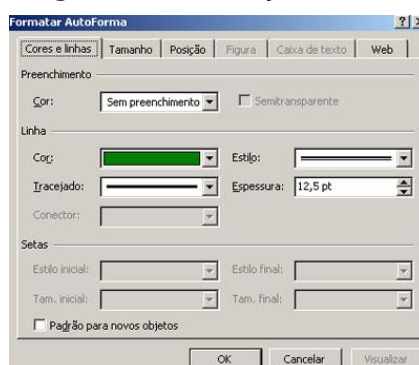 Formatar AutoForma
Cores e linhas Tamanho Posição Figura Caixa de texto Web
Preenchimento
Cor: Sem preenchimento Semitransparente
Linha
Cor: Estilo:
Tracejado: Espessura: 12,5 pt
Conector:
Setas
Estilo inicial: Estilo final:
Tam. inicial: Tam. final:
Padrão para novos objetos
OK Cancelar Visualizar